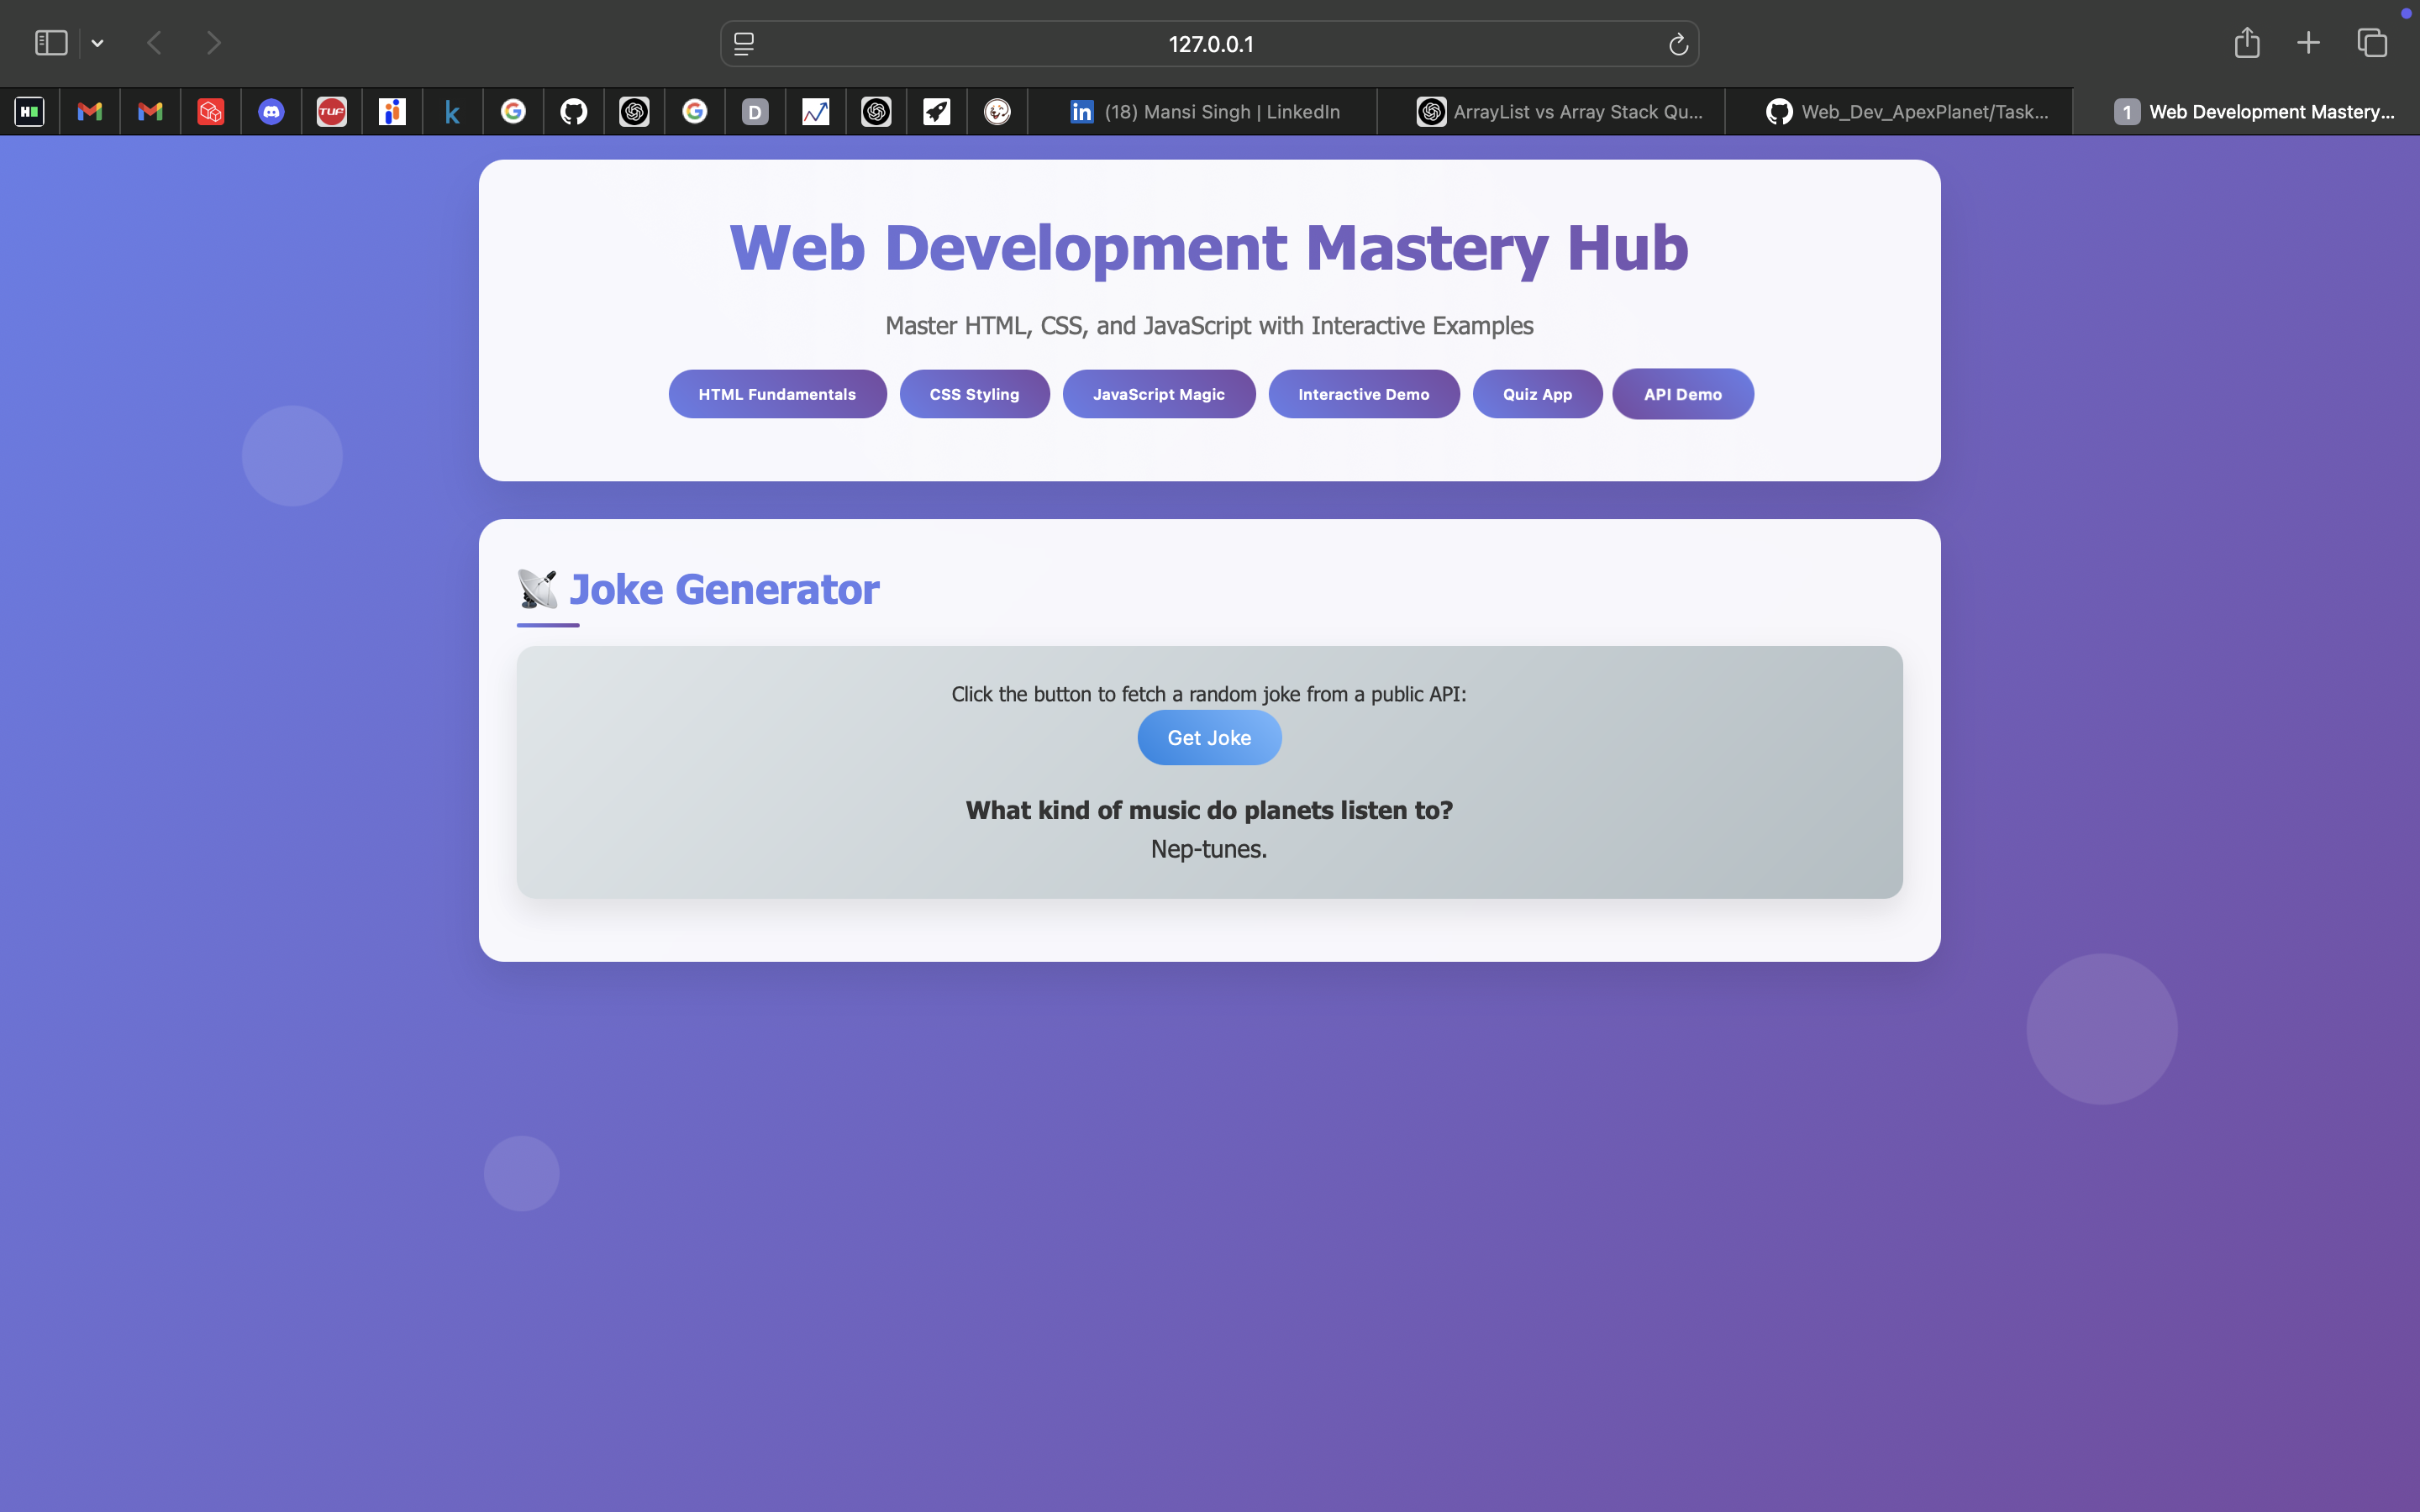 127.0.0.1
H
TUF
k
D
in (18) Mansi Singh | LinkedIn
ArrayList vs Array Stack Qu...
Web_Dev_ApexPlanet/Task...
1 Web Development Mastery...
Web Development Mastery Hub
Master HTML, CSS, and JavaScript with Interactive Examples
HTML Fundamentals
CSS Styling
JavaScript Magic
Interactive Demo
Quiz App
API Demo
Joke Generator
Click the button to fetch a random joke from a public API:
Get Joke
What kind of music do planets listen to?
Nep-tunes.